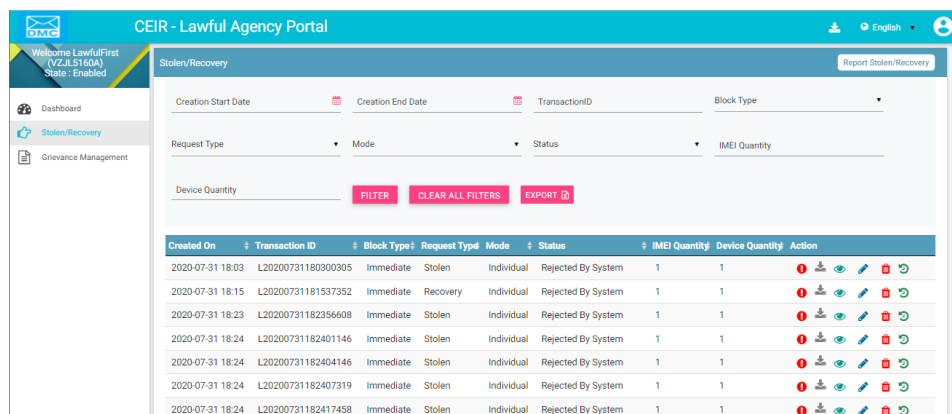 DMC
CEIR - Lawful Agency Portal
English
Welcome LawfulFirst
(VZJL5160A)
State : Enabled
Stolen/Recovery
Report Stolen/Recovery
Dashboard
Stolen/Recovery
Grievance Management
Creation Start Date
Creation End Date
TransactionID
Block Type
Request Type
Mode
Status
IMEI Quantity
Device Quantity
FILTER
CLEAR ALL FILTERS
EXPORT
Created On Transaction ID Block Type Request Type Mode Status IMEI Quantity Device Quantity Action
2020-07-31 18:03 L20200731180300305 Immediate Stolen Individual Rejected By System 1 1
2020-07-31 18:15 L20200731181537352 Immediate Recovery Individual Rejected By System 1 1
2020-07-31 18:23 L20200731182356608 Immediate Stolen Individual Rejected By System 1 1
2020-07-31 18:24 L20200731182401146 Immediate Stolen Individual Rejected By System 1 1
2020-07-31 18:24 L20200731182404146 Immediate Stolen Individual Rejected By System 1 1
2020-07-31 18:24 L20200731182407319 Immediate Stolen Individual Rejected By System 1 1
2020-07-31 18:24 L20200731182417458 Immediate Stolen Individual Rejected By System 1 1